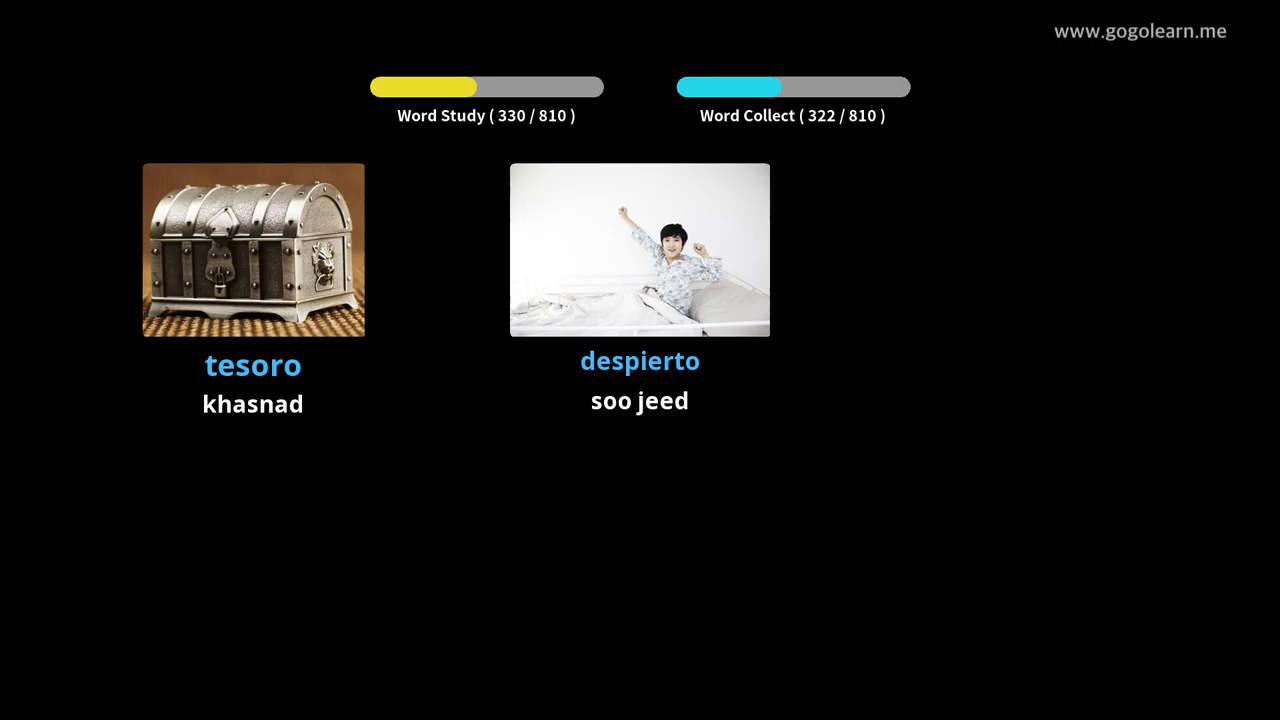 www.gogolearn.me
Word Study ( 330 / 810 )
Word Collect ( 322 / 810 )
tesoro
khasnad
despierto
soo jeed